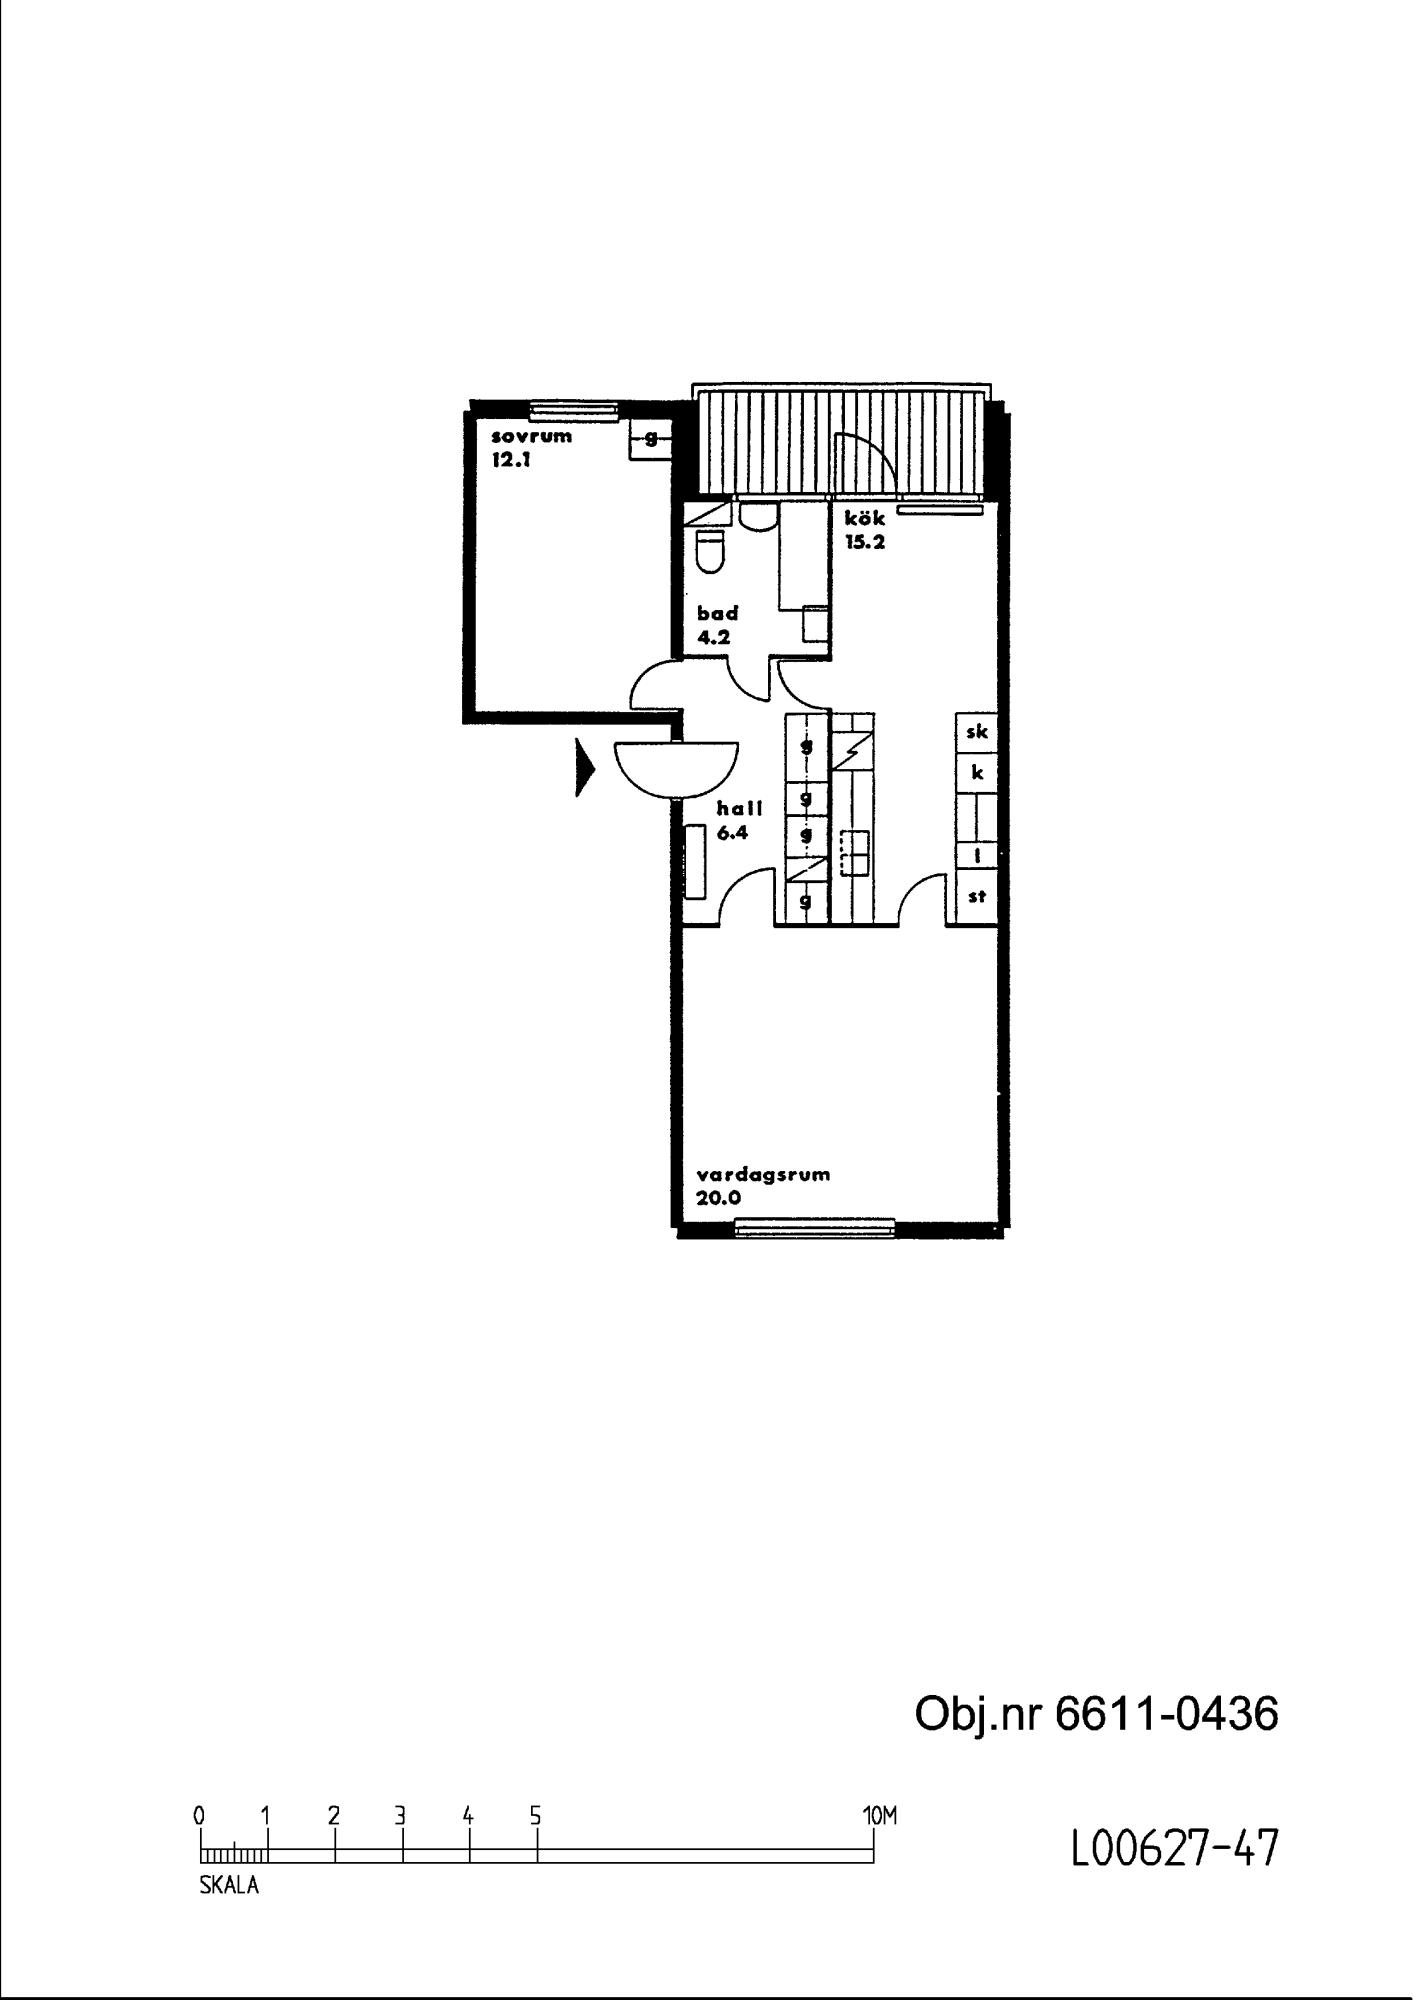 sovrum
12.1
g
kök
15.2
bad
4.2
g
g
g
g
hall
6.4
sk
k
l
st
vardagsrum
20.0
Obj.nr 6611-0436
0 1 2 3 4 5 10M
SKALA
L00627-47